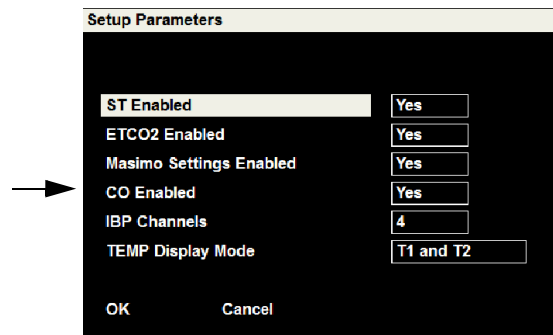 Setup Parameters
ST Enabled Yes
ETCO2 Enabled Yes
Masimo Settings Enabled Yes
CO Enabled Yes
IBP Channels 4
TEMP Display Mode T1 and T2
OK Cancel